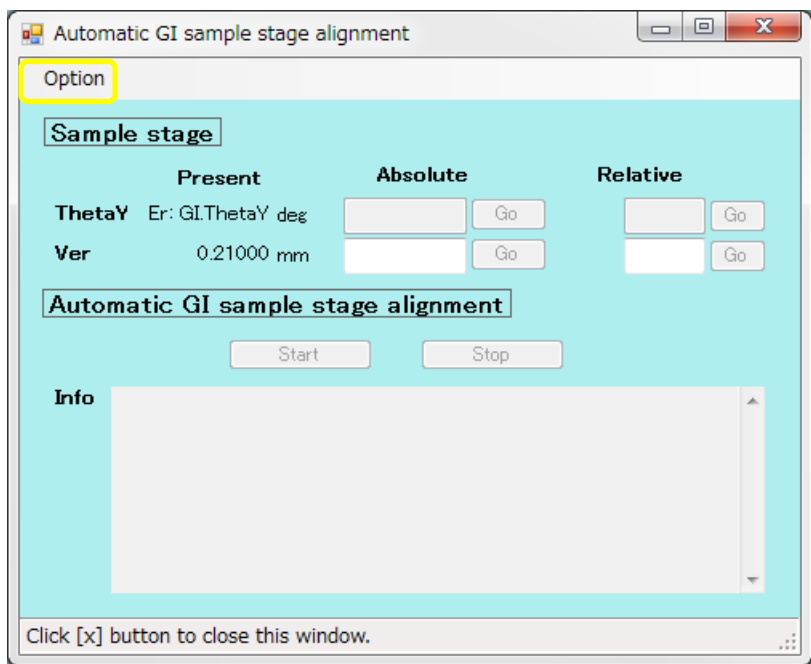 Automatic GI sample stage alignment
Option
Sample stage
Present Absolute Relative
ThetaY Er: GI.ThetaY deg Go Go
Ver 0.21000 mm Go Go
Automatic GI sample stage alignment
Start Stop
Info
Click [x] button to close this window.